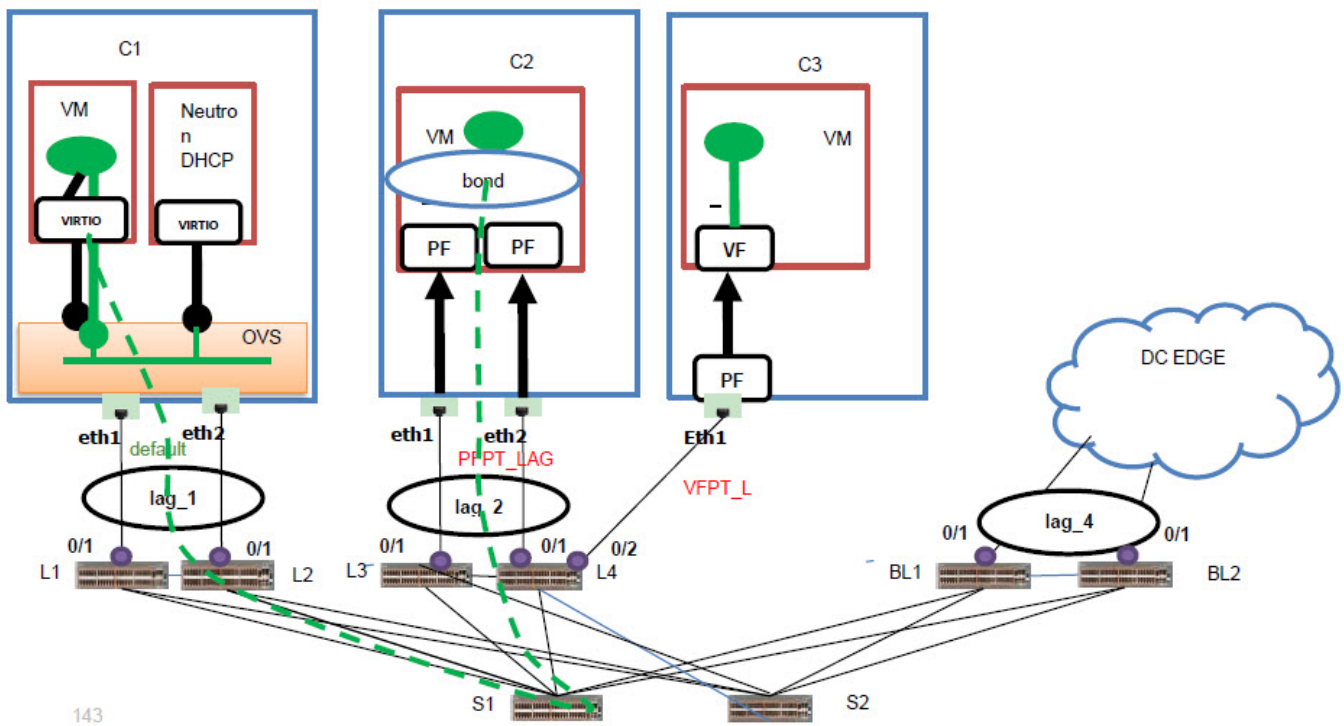 C1
VM
Neutro
n
DHCP
VIRTIO
VIRTIO
OVS
eth1
eth2
default
lag_1
0/1
0/1
L1
L2
C2
VM
bond
PF
PF
eth1
eth2
PFPT_LAG
lag_2
0/1
0/1
0/2
L3
L4
C3
VM
VF
PF
Eth1
VFPT_L
DC EDGE
lag_4
0/1
0/1
BL1
BL2
S1
S2
143